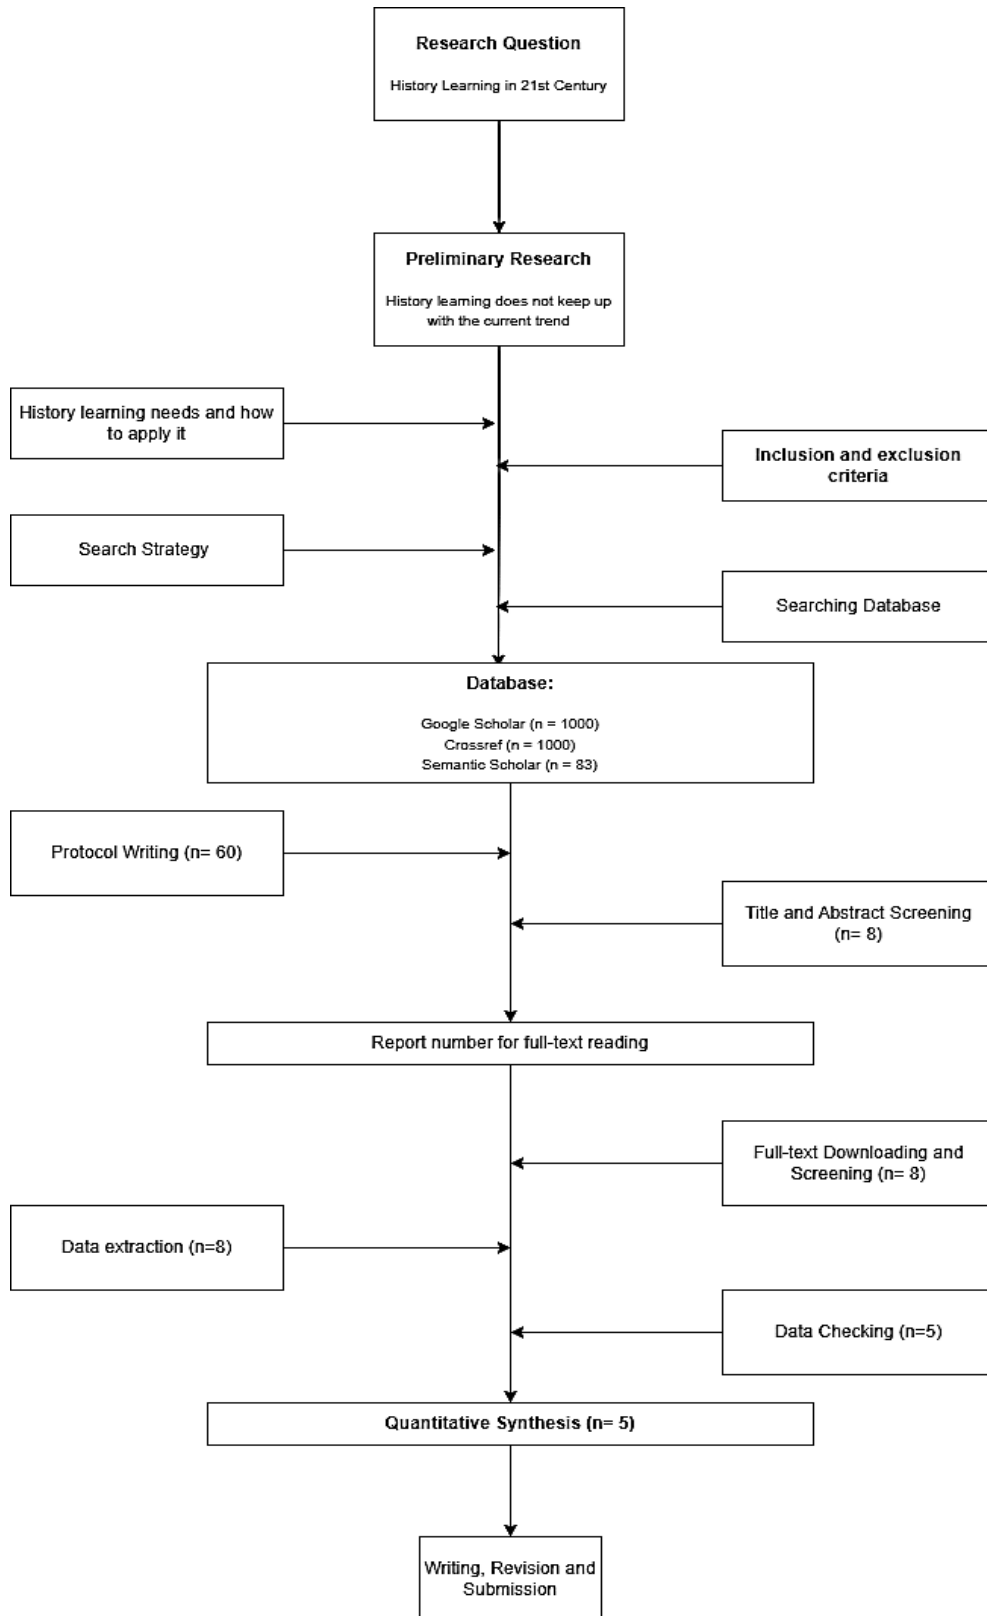 Research Question
History Learning in 21st Century
Preliminary Research
History learning does not keep up
with the current trend
History learning needs and how
to apply it
Inclusion and exclusion
criteria
Search Strategy
Searching Database
Database:
Google Scholar (n = 1000)
Crossref (n = 1000)
Semantic Scholar (n = 83)
Protocol Writing (n= 60)
Title and Abstract Screening
(n= 8)
Report number for full-text reading
Full-text Downloading and
Screening (n= 8)
Data extraction (n=8)
Data Checking (n=5)
Quantitative Synthesis (n= 5)
Writing, Revision and
Submission